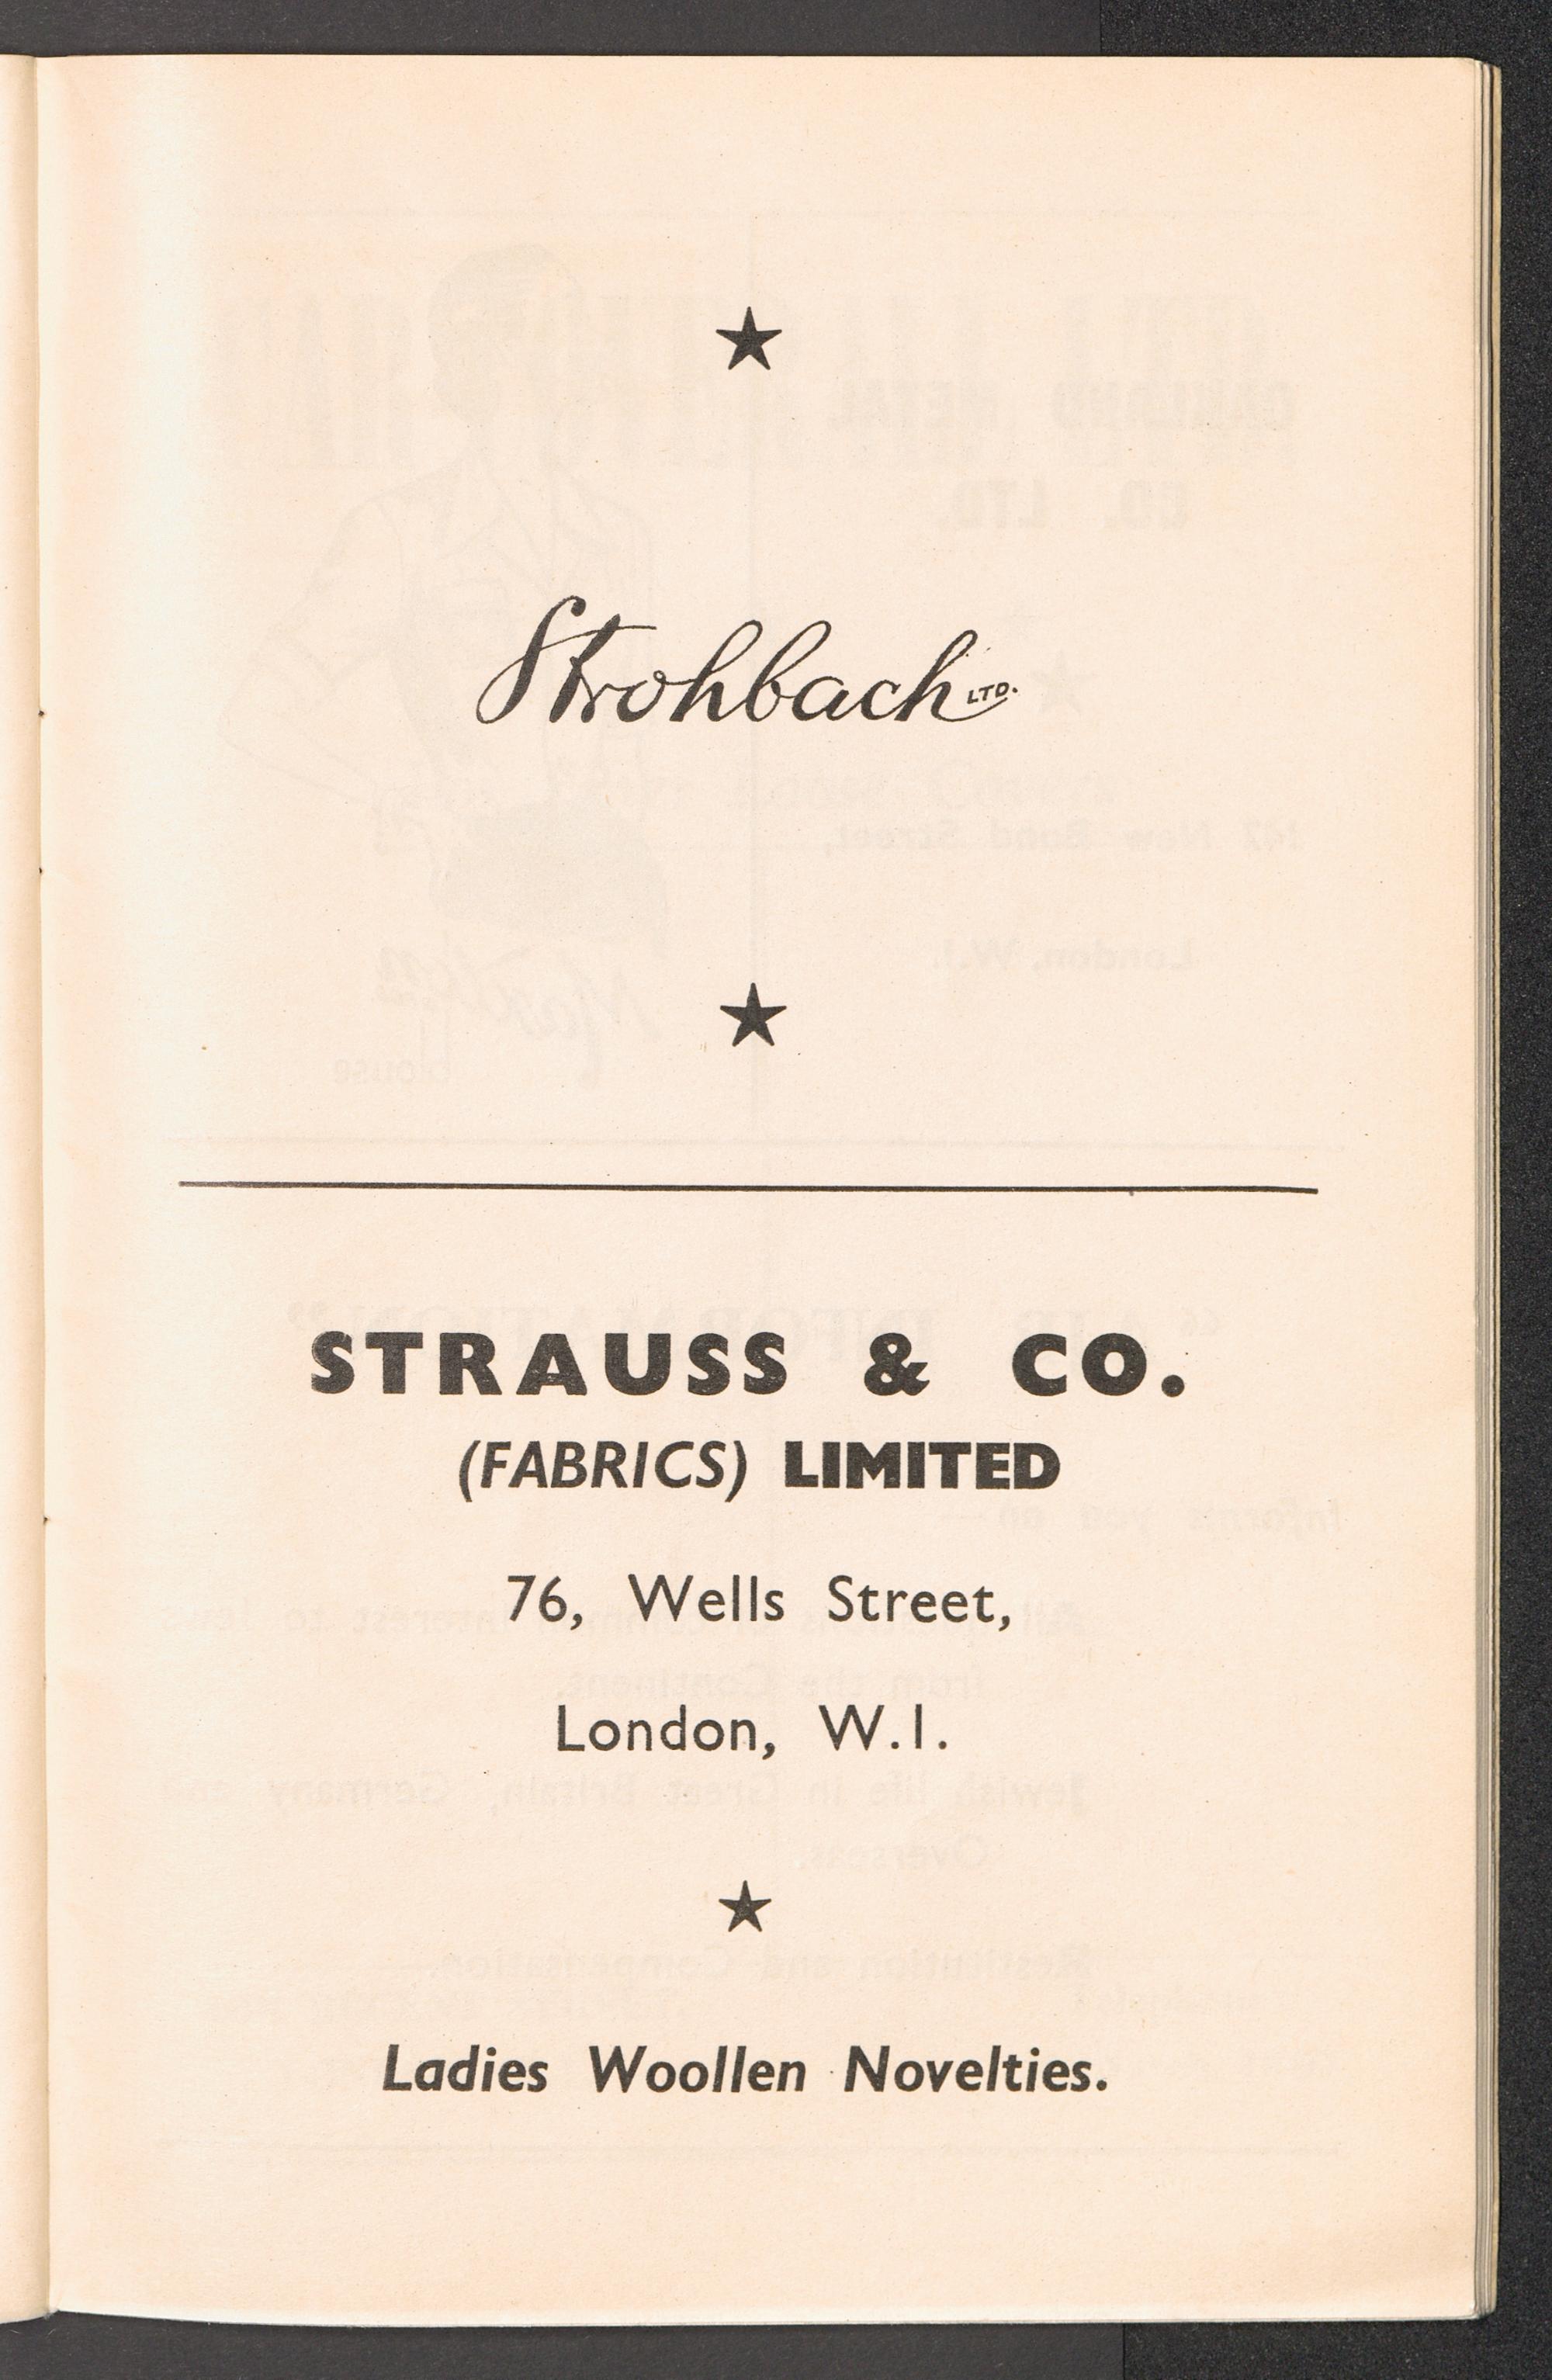 ★
Strohbach LTD.
★
STRAUSS & CO.
(FABRICS) LIMITED
76, Wells Street,
London, W.1.
★
Ladies Woollen Novelties.